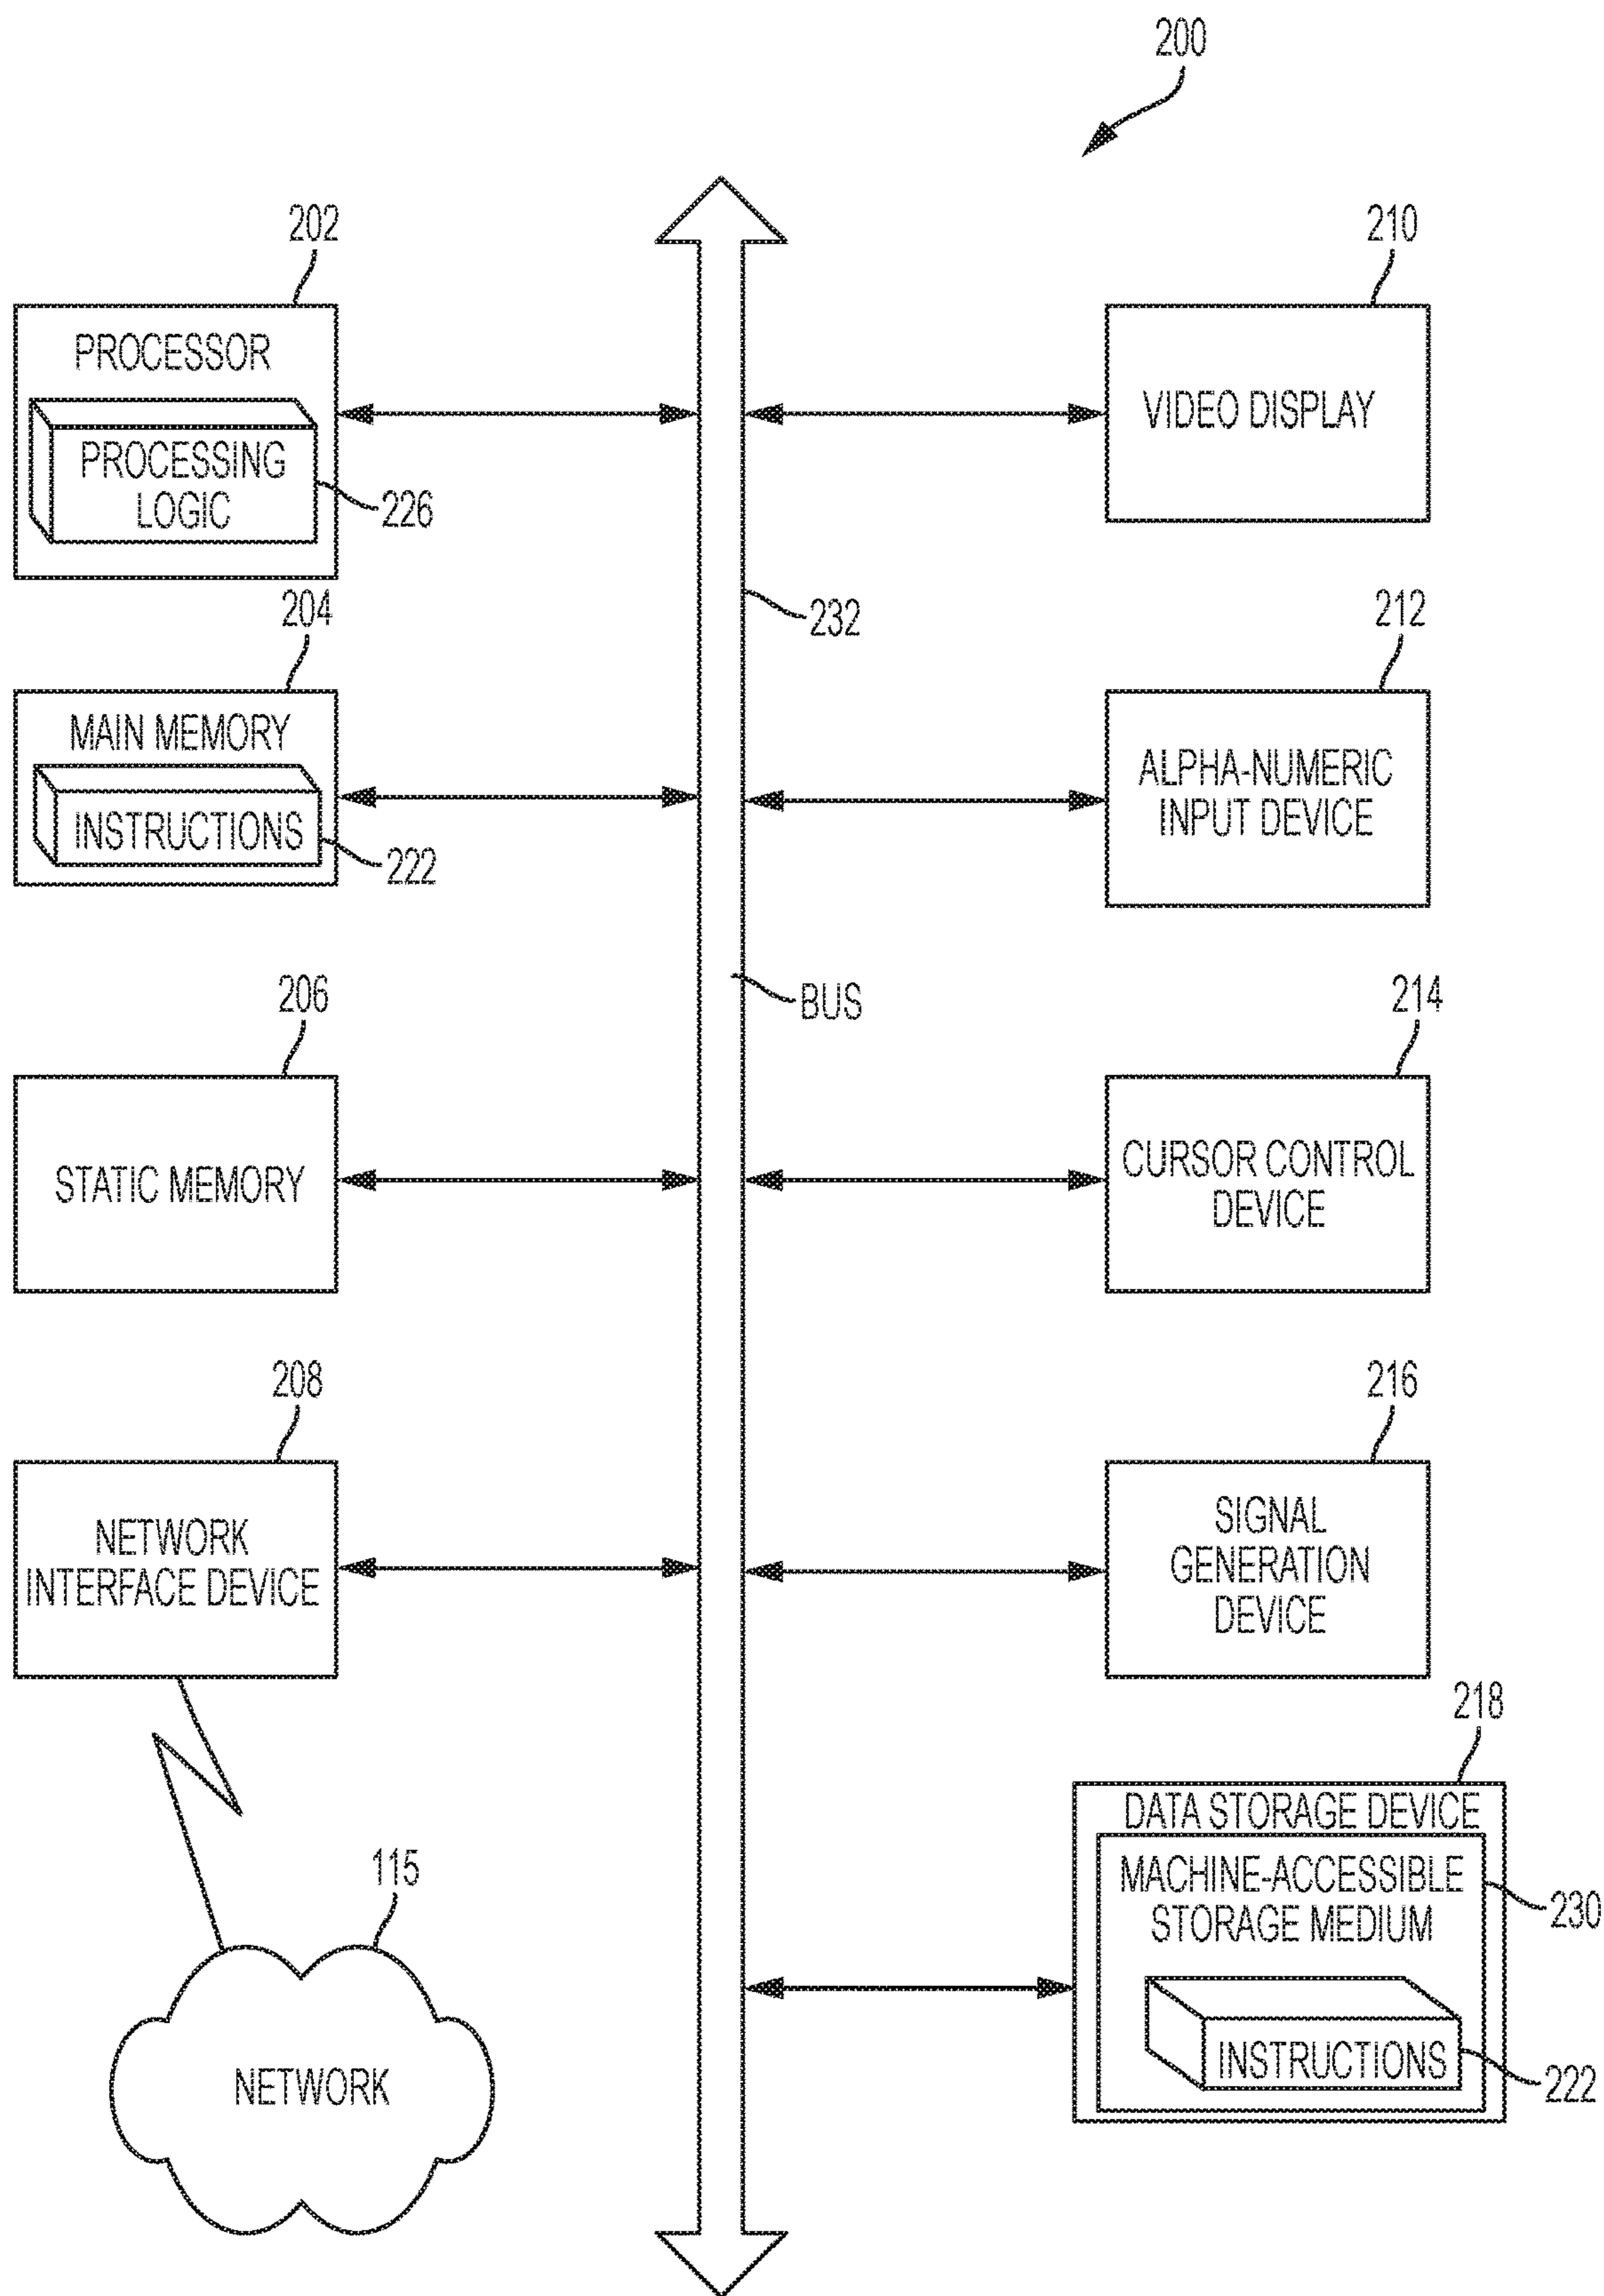 200
202
PROCESSOR
PROCESSING
LOGIC
226
210
VIDEO DISPLAY
232
204
MAIN MEMORY
INSTRUCTIONS
222
212
ALPHA-NUMERIC
INPUT DEVICE
BUS
206
STATIC MEMORY
214
CURSOR CONTROL
DEVICE
208
NETWORK
INTERFACE DEVICE
216
SIGNAL
GENERATION
DEVICE
115
NETWORK
218
DATA STORAGE DEVICE
MACHINE-ACCESSIBLE
STORAGE MEDIUM
230
INSTRUCTIONS
222